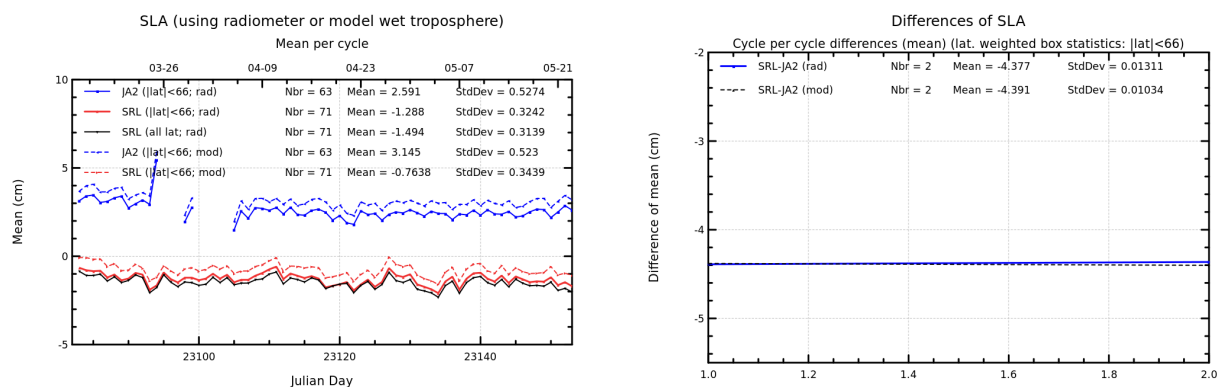 SLA (using radiometer or model wet troposphere)
Mean per cycle
03-26 04-09 04-23 05-07 05-21
10
JA2 (|lat|<66; rad) Nbr = 63 Mean = 2.591 StdDev = 0.5274
SRL (|lat|<66; rad) Nbr = 71 Mean = -1.288 StdDev = 0.3242
SRL (all lat; rad) Nbr = 71 Mean = -1.494 StdDev = 0.3139
JA2 (|lat|<66; mod) Nbr = 63 Mean = 3.145 StdDev = 0.523
SRL (|lat|<66; mod) Nbr = 71 Mean = -0.7638 StdDev = 0.3439
5
0
-5
Mean (cm)
23100 23120 23140
Julian Day
Differences of SLA
Cycle per cycle differences (mean) (lat. weighted box statistics: |lat|<66)
-2
SRL-JA2 (rad) Nbr = 2 Mean = -4.377 StdDev = 0.01311
SRL-JA2 (mod) Nbr = 2 Mean = -4.391 StdDev = 0.01034
-3
-4
-5
Difference of mean (cm)
1.0 1.2 1.4 1.6 1.8 2.0